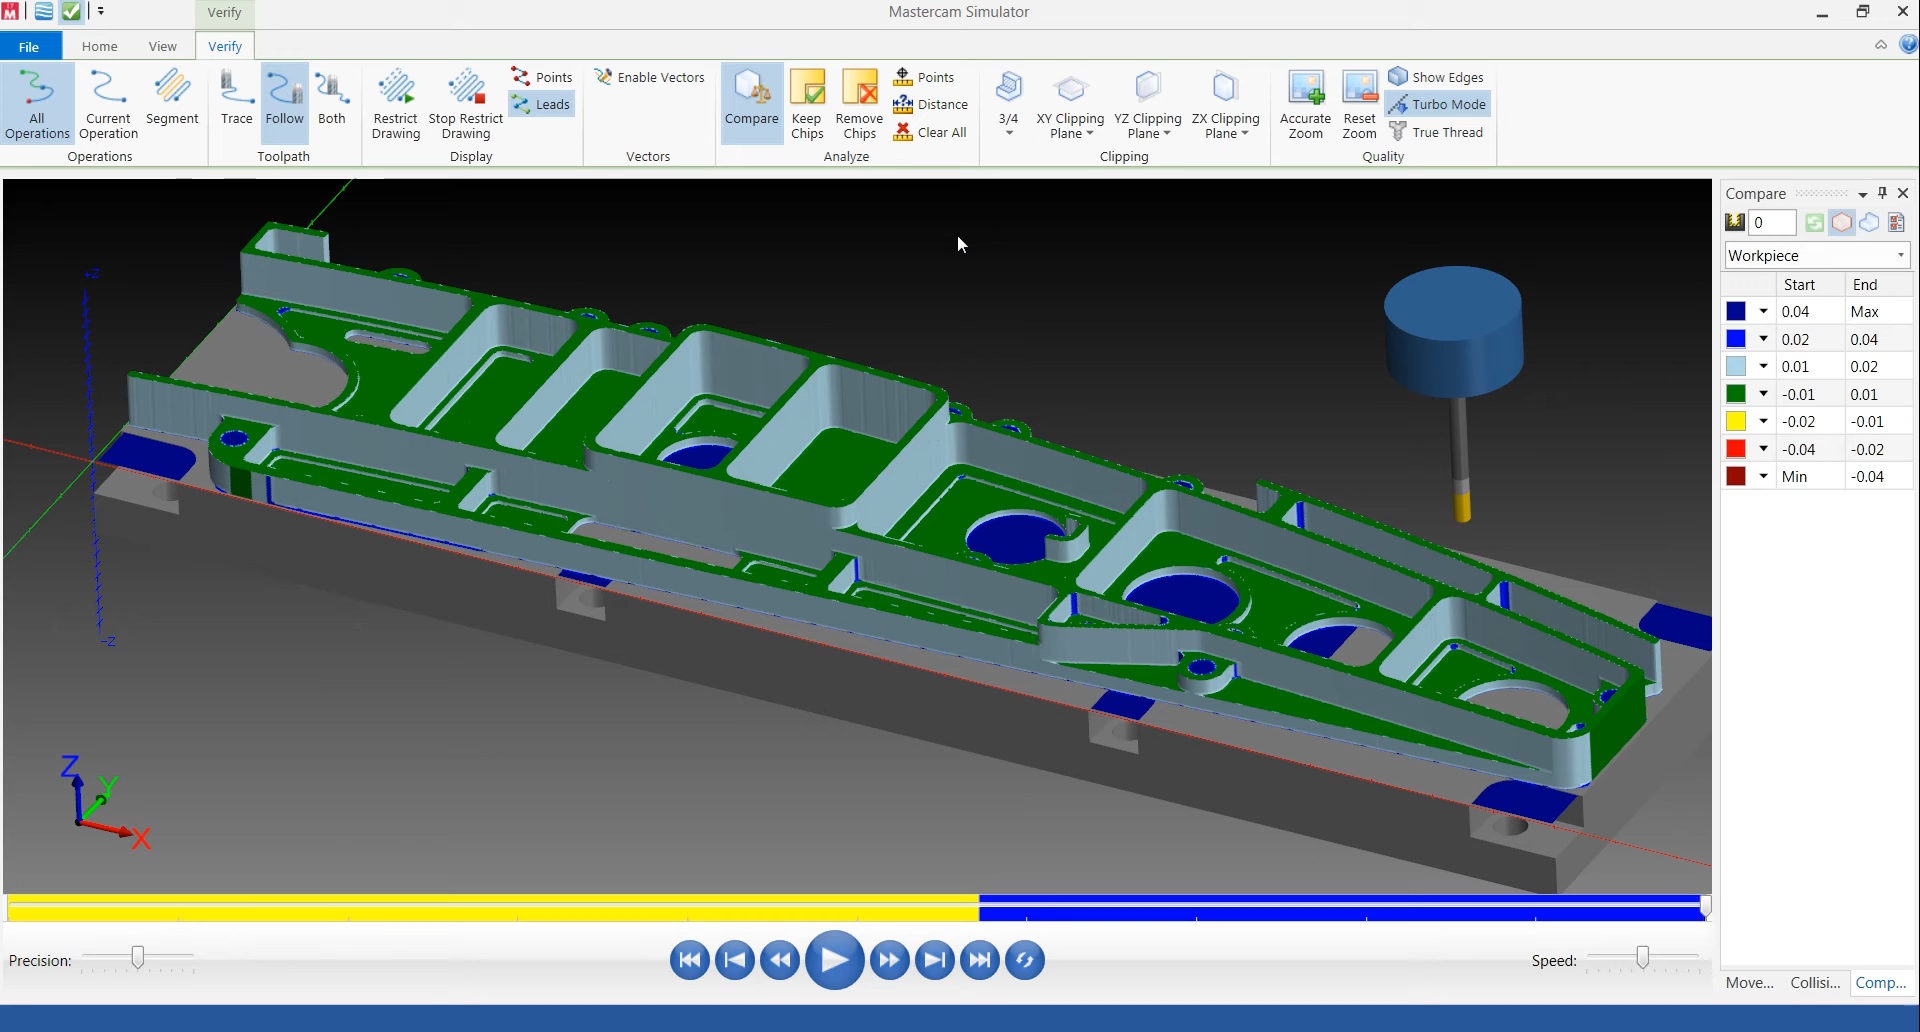 Verify
Mastercam Simulator
File
Home
View
Verify
All Operations
Current Operation
Segment
Operations
Trace
Follow
Both
Toolpath
Restrict Drawing
Stop Restrict Drawing
Points
Leads
Display
Enable Vectors
Vectors
Compare
Keep Chips
Remove Chips
Points
Distance
Clear All
Analyze
3/4
XY Clipping Plane
YZ Clipping Plane
ZX Clipping Plane
Clipping
Accurate Zoom
Reset Zoom
Show Edges
Turbo Mode
True Thread
Quality
+Z
-Z
Z
Y
X
Compare
0
Workpiece
Start End
0.04 Max
0.02 0.04
0.01 0.02
-0.01 0.01
-0.02 -0.01
-0.04 -0.02
Min -0.04
Move... Collisi... Comp...
Precision:
Speed: